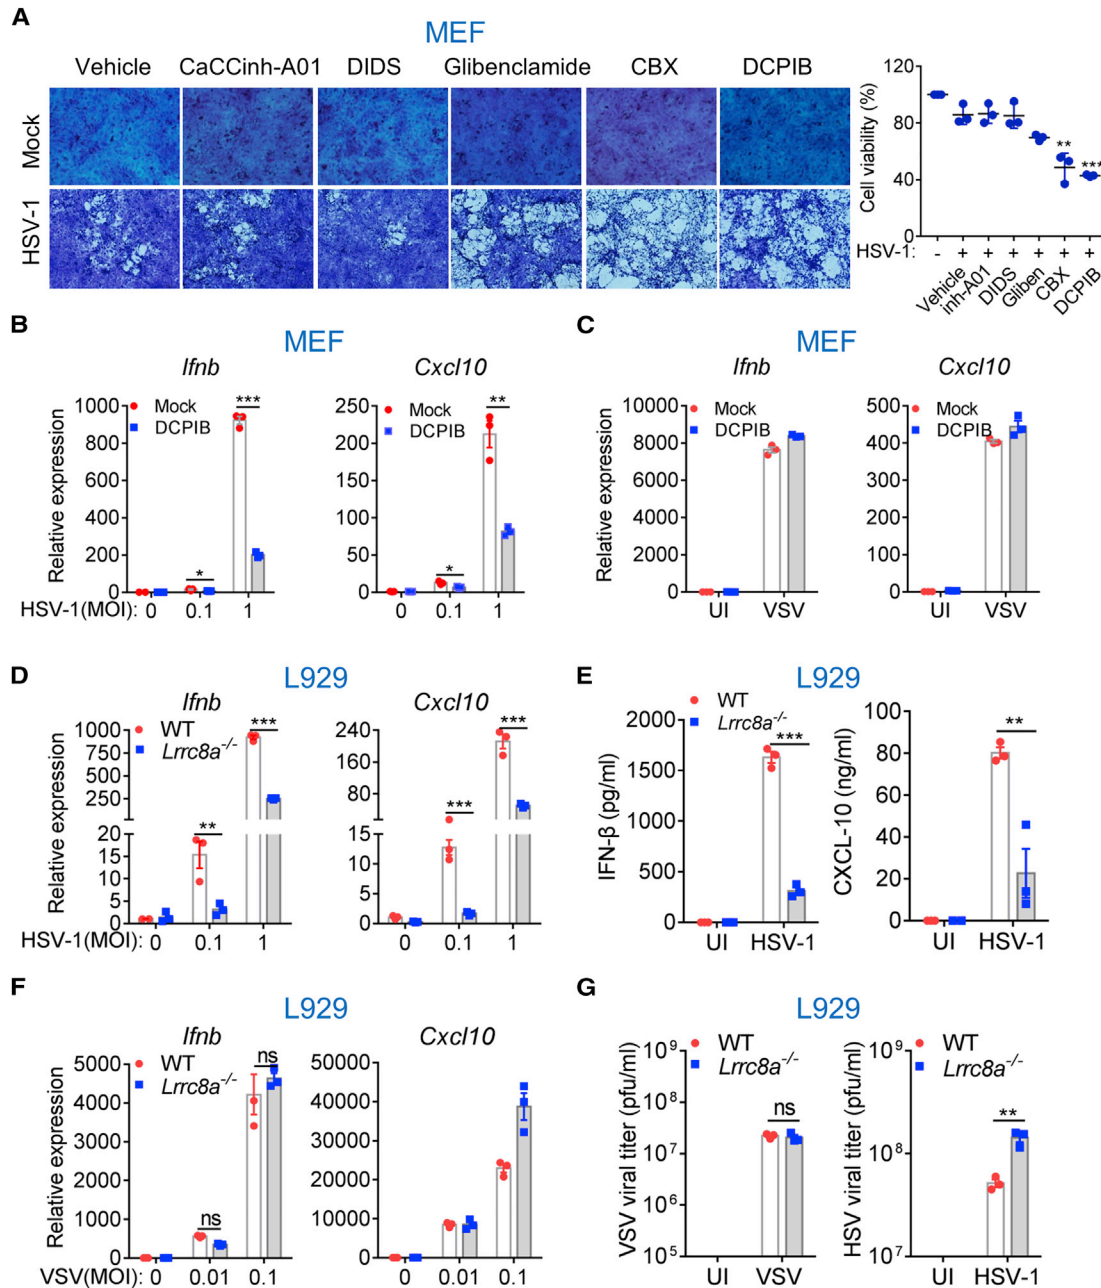 A
MEF
Vehicle CaCCinh-A01 DIDS Glibenclamide CBX DCPIB
Mock
HSV-1
Cell viability (%)
120
80
40
0
**
***
HSV-1: - + + + + + +
Vehicle inh-A01 DIDS Gliben CBX DCPIB
B
MEF
Ifnb
Relative expression
1000
800
600
400
200
0
Mock
DCPIB
*
***
HSV-1(MOI): 0 0.1 1
Cxcl10
250
200
150
100
50
0
Mock
DCPIB
*
**
0 0.1 1
C
MEF
Ifnb
Relative expression
10000
8000
6000
4000
2000
0
Mock
DCPIB
UI VSV
Cxcl10
500
400
300
200
100
0
Mock
DCPIB
UI VSV
D
L929
Ifnb
Relative expression
1000
750
500
250
20
15
10
5
0
WT
Lrrc8a-/-
**
***
HSV-1(MOI): 0 0.1 1
Cxcl10
240
160
80
15
12
9
6
3
0
***
***
0 0.1 1
E
L929
WT
Lrrc8a-/-
IFN-β (pg/ml)
2000
1500
1000
500
0
***
UI HSV-1
CXCL-10 (ng/ml)
80
60
40
20
0
**
UI HSV-1
F
L929
Ifnb
Relative expression
5000
4000
3000
2000
1000
0
WT
Lrrc8a-/-
ns
ns
VSV(MOI): 0 0.01 0.1
Cxcl10
50000
40000
30000
20000
10000
0
0 0.01 0.1
G
L929
VSV viral titer (pfu/ml)
10⁹
10⁸
10⁷
10⁶
10⁵
WT
Lrrc8a-/-
ns
UI VSV
HSV viral titer (pfu/ml)
10⁹
10⁸
10⁷
WT
Lrrc8a-/-
**
UI HSV-1